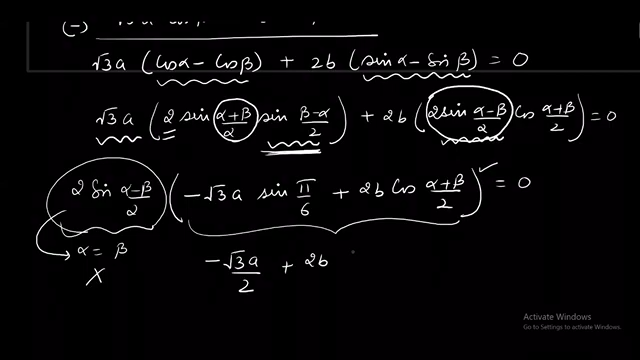 (-)
√3a (cosα - cosβ) + 2b (sinα - sinβ) = 0
√3a (2 sin (α+β)/2 sin (β-α)/2) + 2b (2sin (α-β)/2 cos (α+β)/2) = 0
2 sin (α-β)/2 (-√3a sin π/6 + 2b cos (α+β)/2) ✓ = 0
α = β
X
-√3a/2 + 2b
Activate Windows
Go to Settings to activate Windows.